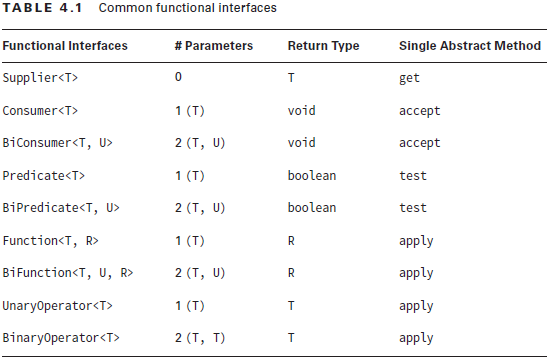 TABLE 4.1 Common functional interfaces
Functional Interfaces # Parameters Return Type Single Abstract Method
Supplier<T> 0 T get
Consumer<T> 1 (T) void accept
BiConsumer<T, U> 2 (T, U) void accept
Predicate<T> 1 (T) boolean test
BiPredicate<T, U> 2 (T, U) boolean test
Function<T, R> 1 (T) R apply
BiFunction<T, U, R> 2 (T, U) R apply
UnaryOperator<T> 1 (T) T apply
BinaryOperator<T> 2 (T, T) T apply